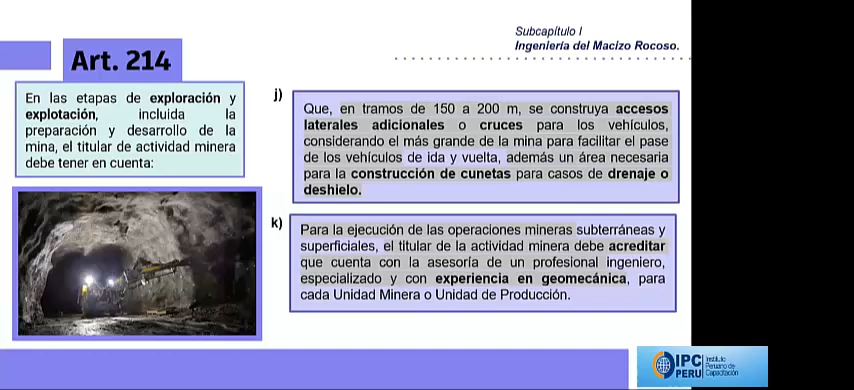 Subcapítulo I
Ingeniería del Macizo Rocoso.
Art. 214
En las etapas de exploración y
explotación, incluida la
preparación y desarrollo de la
mina, el titular de actividad minera
debe tener en cuenta:
j)
Que, en tramos de 150 a 200 m, se construya accesos
laterales adicionales o cruces para los vehículos,
considerando el más grande de la mina para facilitar el pase
de los vehículos de ida y vuelta, además un área necesaria
para la construcción de cunetas para casos de drenaje o
deshielo.
k)
Para la ejecución de las operaciones mineras subterráneas y
superficiales, el titular de la actividad minera debe acreditar
que cuenta con la asesoría de un profesional ingeniero,
especializado y con experiencia en geomecánica, para
cada Unidad Minera o Unidad de Producción.
IPC
PERU
Instituto
Peruano de
Capacitación